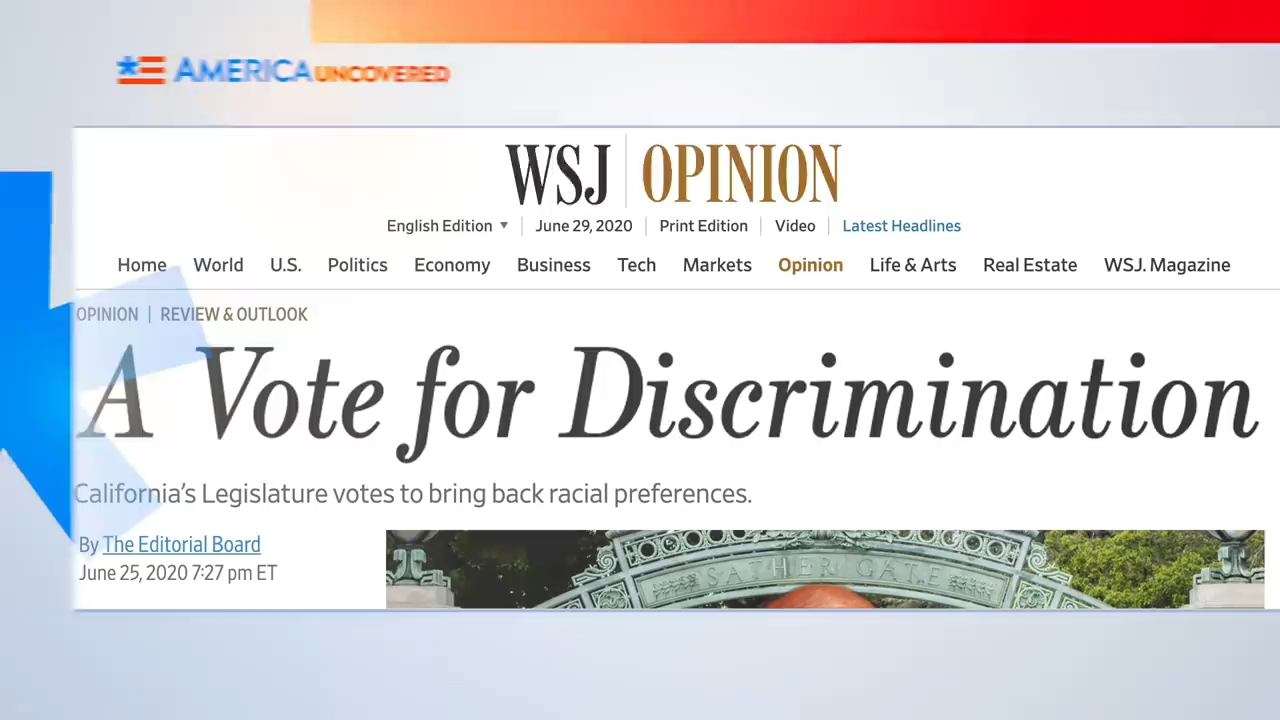 AMERICA UNCOVERED
WSJ OPINION
English Edition June 29, 2020 Print Edition Video Latest Headlines
Home World U.S. Politics Economy Business Tech Markets Opinion Life & Arts Real Estate WSJ. Magazine
OPINION | REVIEW & OUTLOOK
A Vote for Discrimination
California's Legislature votes to bring back racial preferences.
By The Editorial Board
June 25, 2020 7:27 pm ET
SATHER GATE